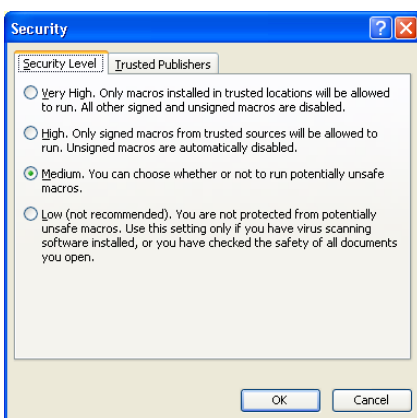 Security
Security Level
Trusted Publishers
Very High. Only macros installed in trusted locations will be allowed
to run. All other signed and unsigned macros are disabled.
High. Only signed macros from trusted sources will be allowed to
run. Unsigned macros are automatically disabled.
Medium. You can choose whether or not to run potentially unsafe
macros.
Low (not recommended). You are not protected from potentially
unsafe macros. Use this setting only if you have virus scanning
software installed, or you have checked the safety of all documents
you open.
OK
Cancel